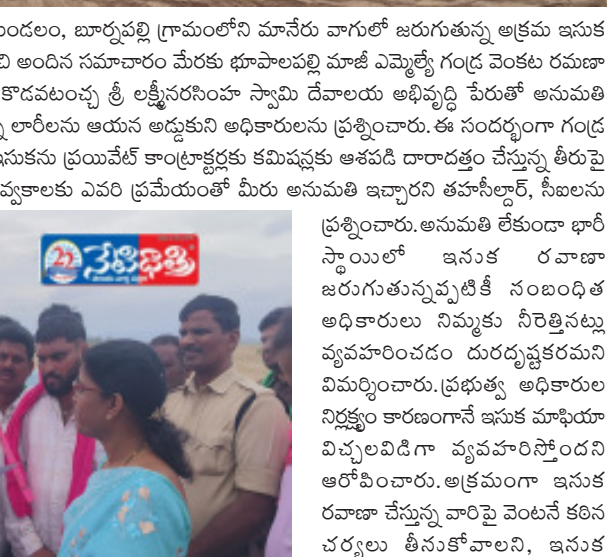 మండలం, బూర్నపల్లి గ్రామంలోని మానేరు వాగులో జరుగుతున్న అక్రమ ఇసుక
అందిన సమాచారం మేరకు భూపాలపల్లి మాజీ ఎమ్మెల్యే గండ్ర వెంకట రమణా
కొడవటంచ్చ శ్రీ లక్ష్మీనరసింహ స్వామి దేవాలయ అభివృద్ధి పేరుతో అనుమతి
లారీలను ఆయన అడ్డుకుని అధికారులను ప్రశ్నించారు.ఈ సందర్భంగా గండ్ర
ఇసుకను ప్రయివేట్ కాంట్రాక్టర్లకు కమిషన్లకు ఆశపడి దారాదత్తం చేస్తున్న తీరుపై
వ్వకాలకు ఎవరి ప్రమేయంతో మీరు అనుమతి ఇచ్చారని తహసీల్దార్, సీఐలను
ప్రశ్నించారు.అనుమతి లేకుండా భారీ
స్థాయిలో ఇసుక రవాణా
జరుగుతున్నప్పటికీ సంబంధిత
అధికారులు నిమ్మకు నీరెత్తినట్లు
వ్యవహరించడం దురదృష్టకరమని
విమర్శించారు.ప్రభుత్వ అధికారుల
నిర్లక్ష్యం కారణంగానే ఇసుక మాఫియా
విచ్చలవిడిగా వ్యవహరిస్తోందని
ఆరోపించారు.అక్రమంగా ఇసుక
రవాణా చేస్తున్న వారిపై వెంటనే కఠిన
చర్యలు తీసుకోవాలని, ఇసుక
నేటిధాత్రి